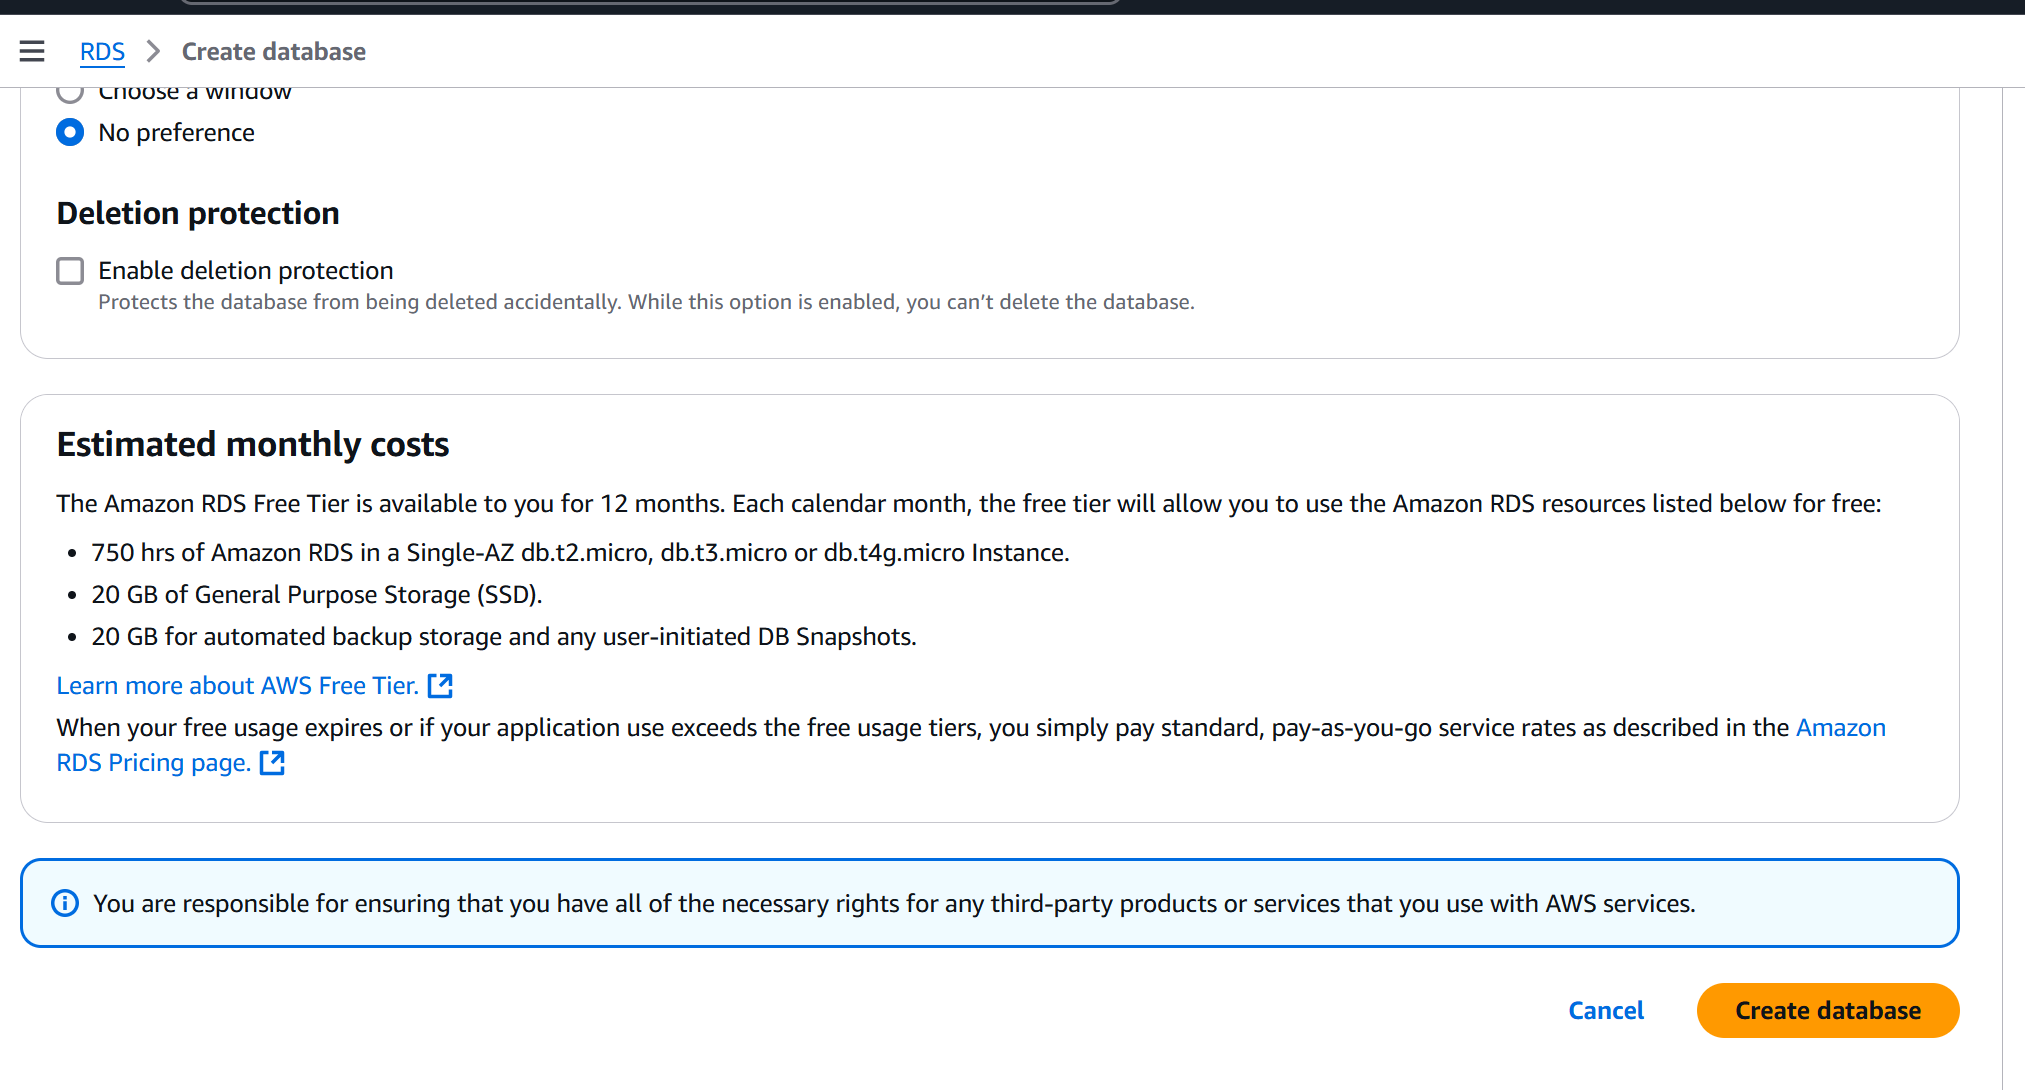 RDS > Create database
Choose a window
No preference
Deletion protection
Enable deletion protection
Protects the database from being deleted accidentally. While this option is enabled, you can’t delete the database.
Estimated monthly costs
The Amazon RDS Free Tier is available to you for 12 months. Each calendar month, the free tier will allow you to use the Amazon RDS resources listed below for free:
• 750 hrs of Amazon RDS in a Single-AZ db.t2.micro, db.t3.micro or db.t4g.micro Instance.
• 20 GB of General Purpose Storage (SSD).
• 20 GB for automated backup storage and any user-initiated DB Snapshots.
Learn more about AWS Free Tier.
When your free usage expires or if your application use exceeds the free usage tiers, you simply pay standard, pay-as-you-go service rates as described in the Amazon
RDS Pricing page.
You are responsible for ensuring that you have all of the necessary rights for any third-party products or services that you use with AWS services.
Cancel
Create database